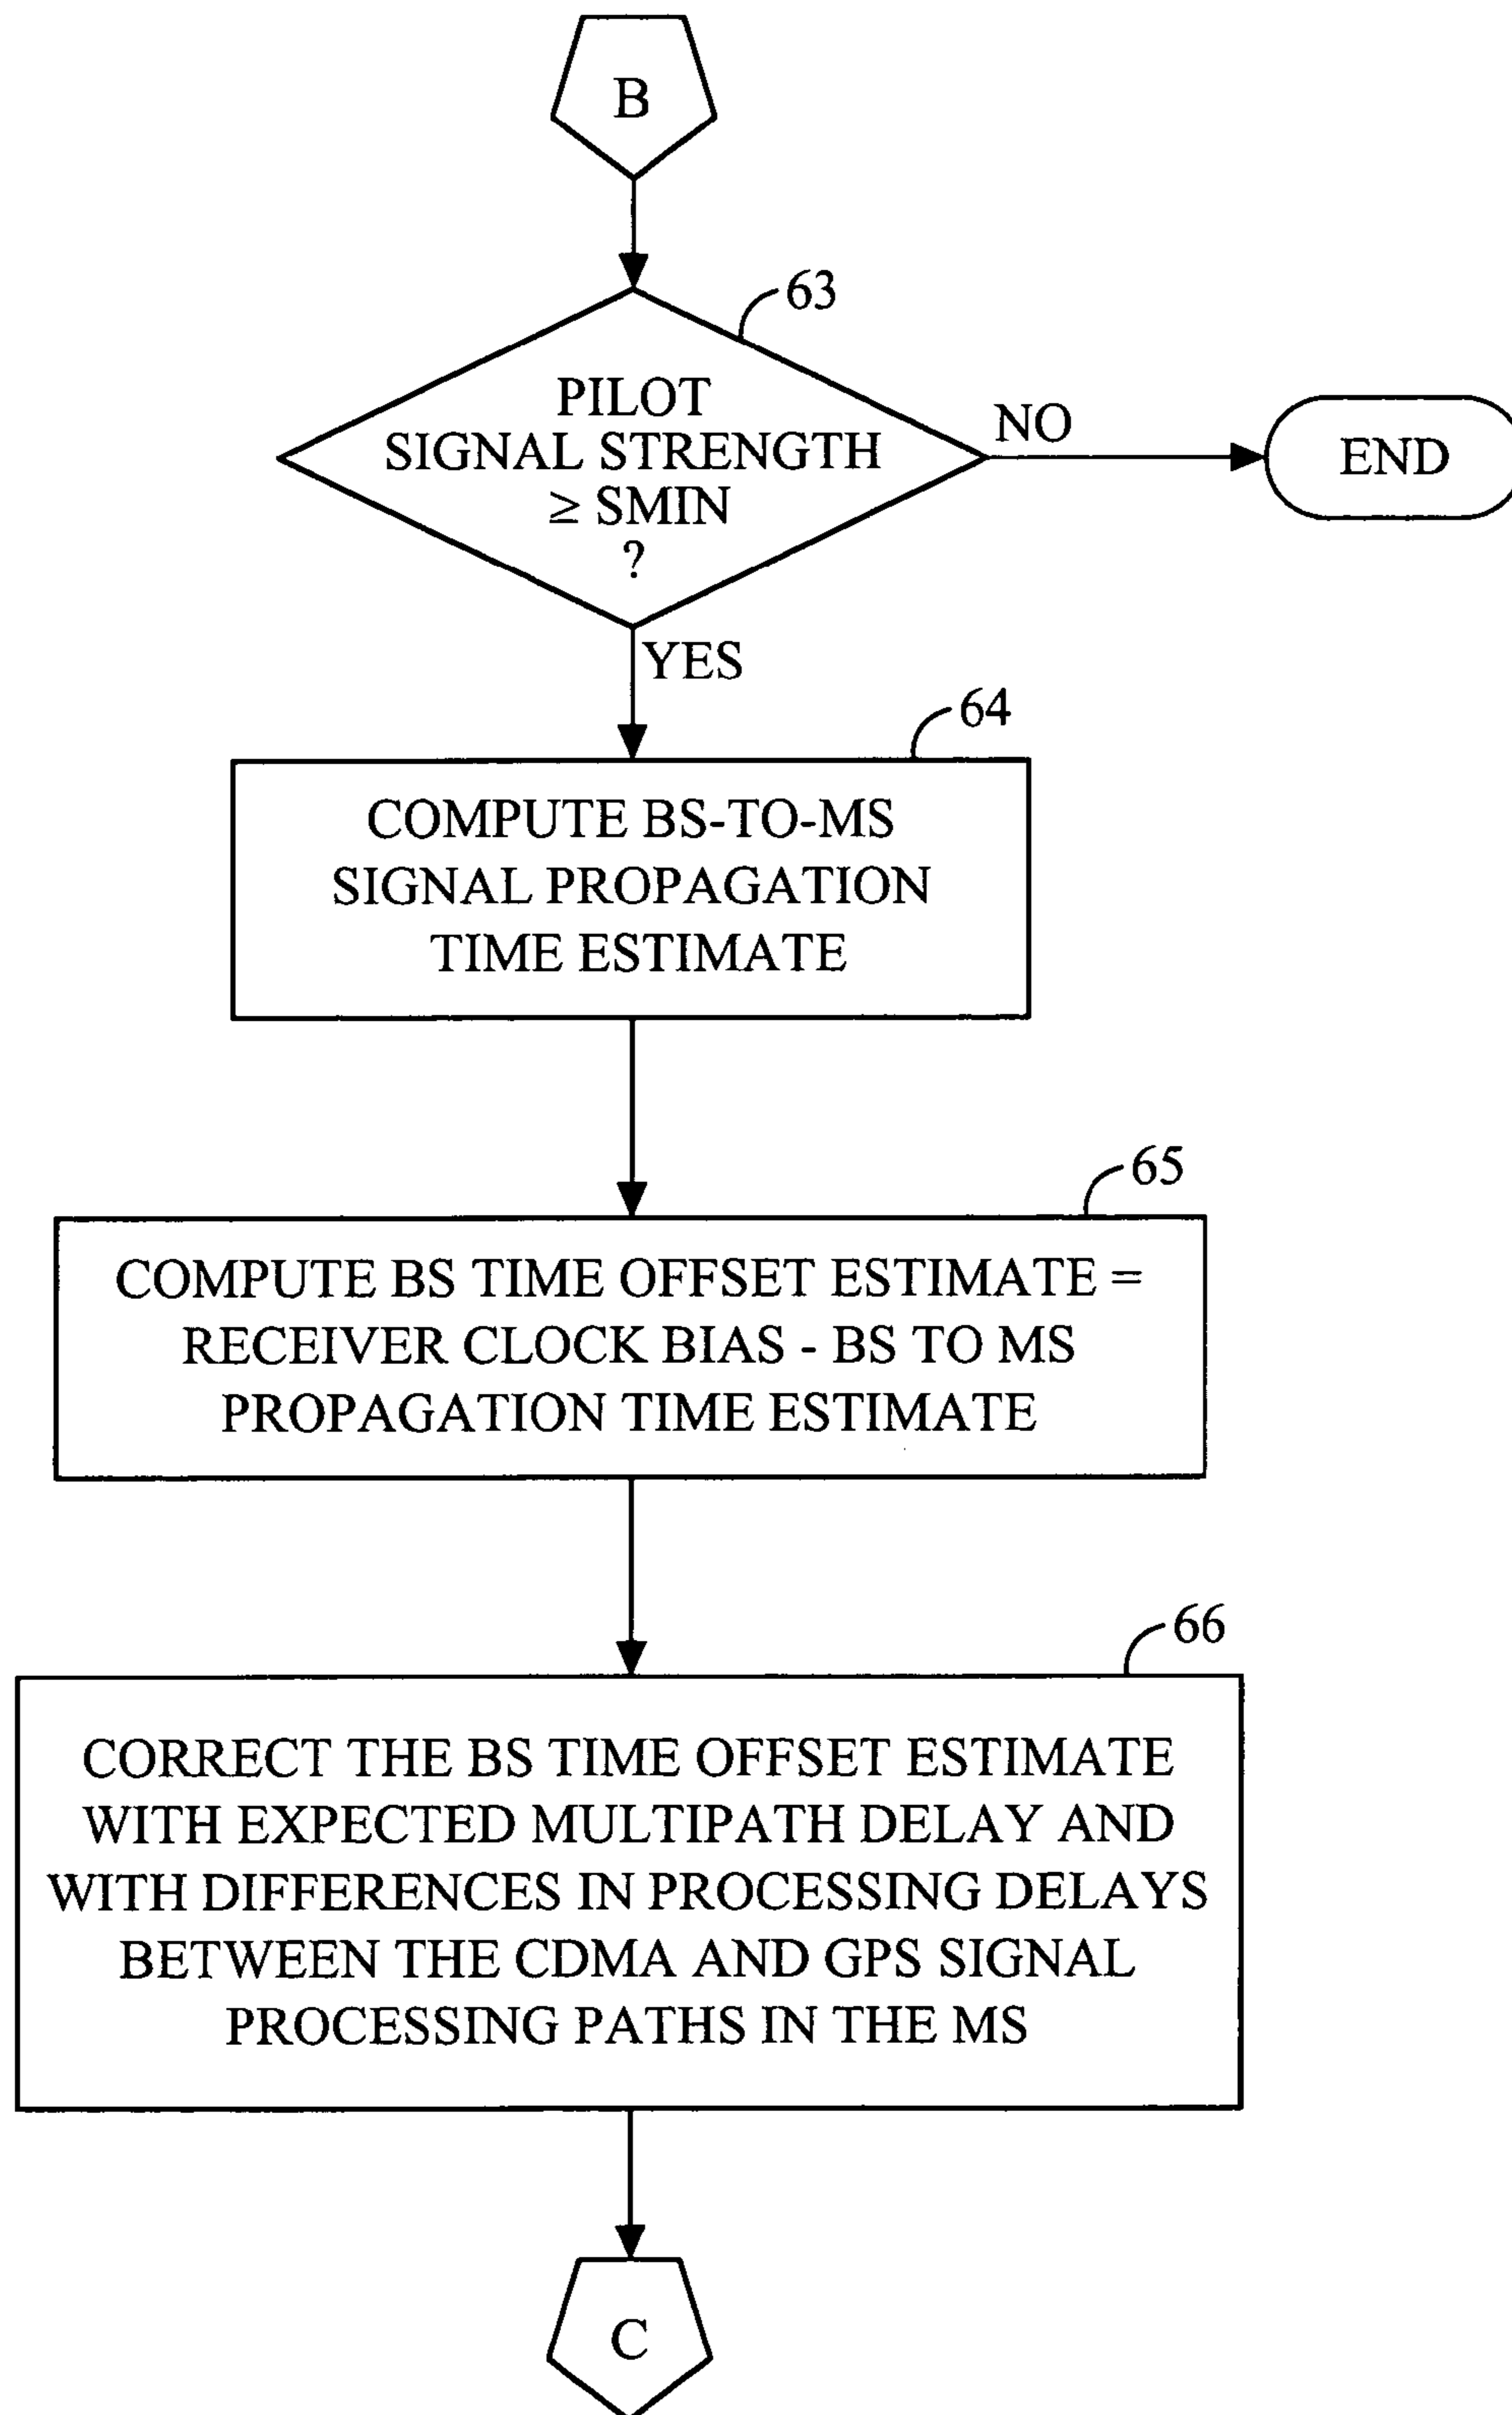 B
63
PILOT
SIGNAL STRENGTH
≥ SMIN
?
NO
END
YES
64
COMPUTE BS-TO-MS
SIGNAL PROPAGATION
TIME ESTIMATE
65
COMPUTE BS TIME OFFSET ESTIMATE =
RECEIVER CLOCK BIAS - BS TO MS
PROPAGATION TIME ESTIMATE
66
CORRECT THE BS TIME OFFSET ESTIMATE
WITH EXPECTED MULTIPATH DELAY AND
WITH DIFFERENCES IN PROCESSING DELAYS
BETWEEN THE CDMA AND GPS SIGNAL
PROCESSING PATHS IN THE MS
C